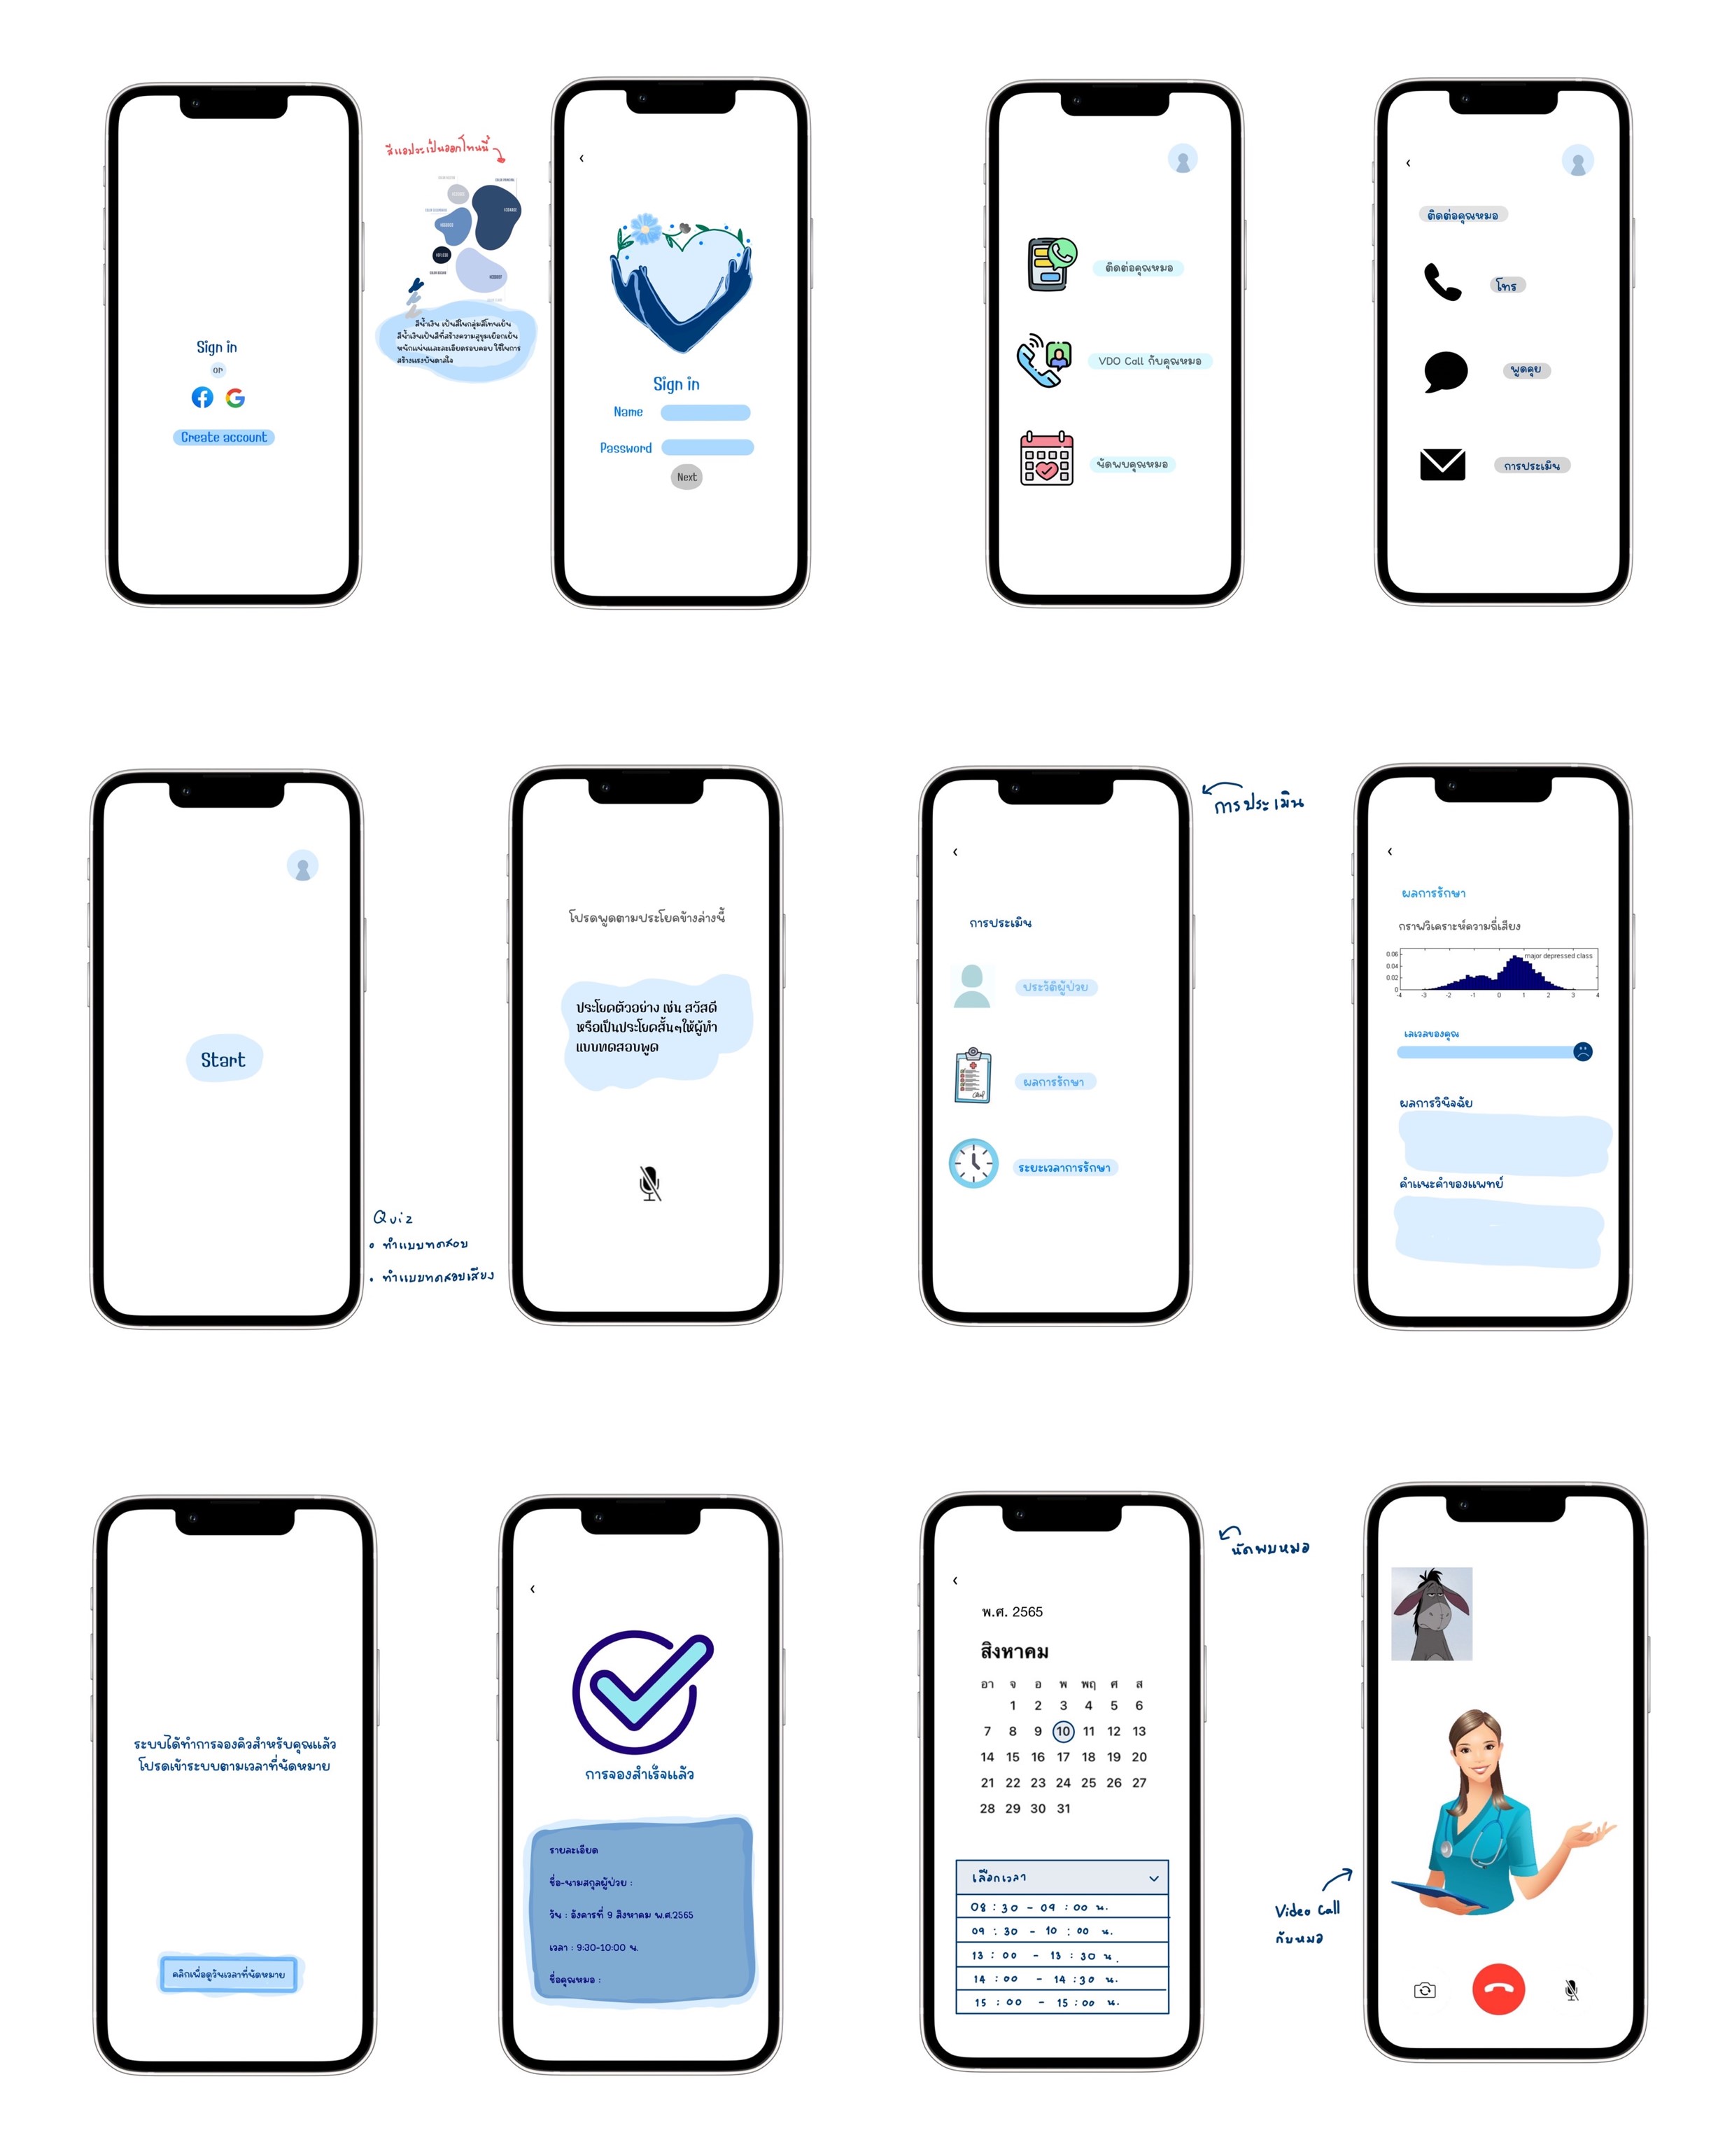 Sign in
or
Create account
สีแอปจะเป็นออกโทนนี้
สีน้ำเงิน เป็นสีในกลุ่มสีโทนเย็น
สีน้ำเงินเป็นสีที่สร้างความสุขุมเยือกเย็น
หนักแน่นและละเอียดรอบคอบ ใช้ในการ
สร้างแรงบันดาลใจ
Sign in
Name
Password
Next
ติดต่อคุณหมอ
VDO Call กับคุณหมอ
นัดพบคุณหมอ
ติดต่อคุณหมอ
โทร
พูดคุย
การประเมิน
Start
Quiz
ทำแบบทดสอบ
ทำแบบทดสอบเสียง
โปรดพูดตามประโยคข้างล่างนี้
ประโยคตัวอย่าง เช่น สวัสดี
หรือเป็นประโยคสั้นๆให้ผู้ทำ
แบบทดสอบพูด
การประเมิน
ประวัติผู้ป่วย
ผลการรักษา
ระยะเวลาการรักษา
การประเมิน
ผลการรักษา
กราฟวิเคราะห์ความถี่เสียง
major depressed class
0.06
0.04
0.02
0
-4 -3 -2 -1 0 1 2 3 4
เลเวลของคุณ
ผลการวินิจฉัย
คำแนะคำของแพทย์
ระบบได้ทำการจองคิวสำหรับคุณแล้ว
โปรดเข้าระบบตามเวลาที่นัดหมาย
คลิกเพื่อดูวันเวลาที่นัดหมาย
การจองสำเร็จแล้ว
รายละเอียด
ชื่อ-นามสกุลผู้ป่วย :
วัน : อังคารที่ 9 สิงหาคม พ.ศ.2565
เวลา : 9:30-10:00 น.
ชื่อคุณหมอ :
พ.ศ. 2565
สิงหาคม
อา จ อ พ พฤ ศ ส
1 2 3 4 5 6
7 8 9 10 11 12 13
14 15 16 17 18 19 20
21 22 23 24 25 26 27
28 29 30 31
เลือกเวลา
08 : 30 - 09 : 00 น.
09 : 30 - 10 : 00 น.
13 : 00 - 13 : 30 น.
14 : 00 - 14 : 30 น.
15 : 00 - 15 : 00 น.
นัดพบหมอ
Video Call
กับหมอ